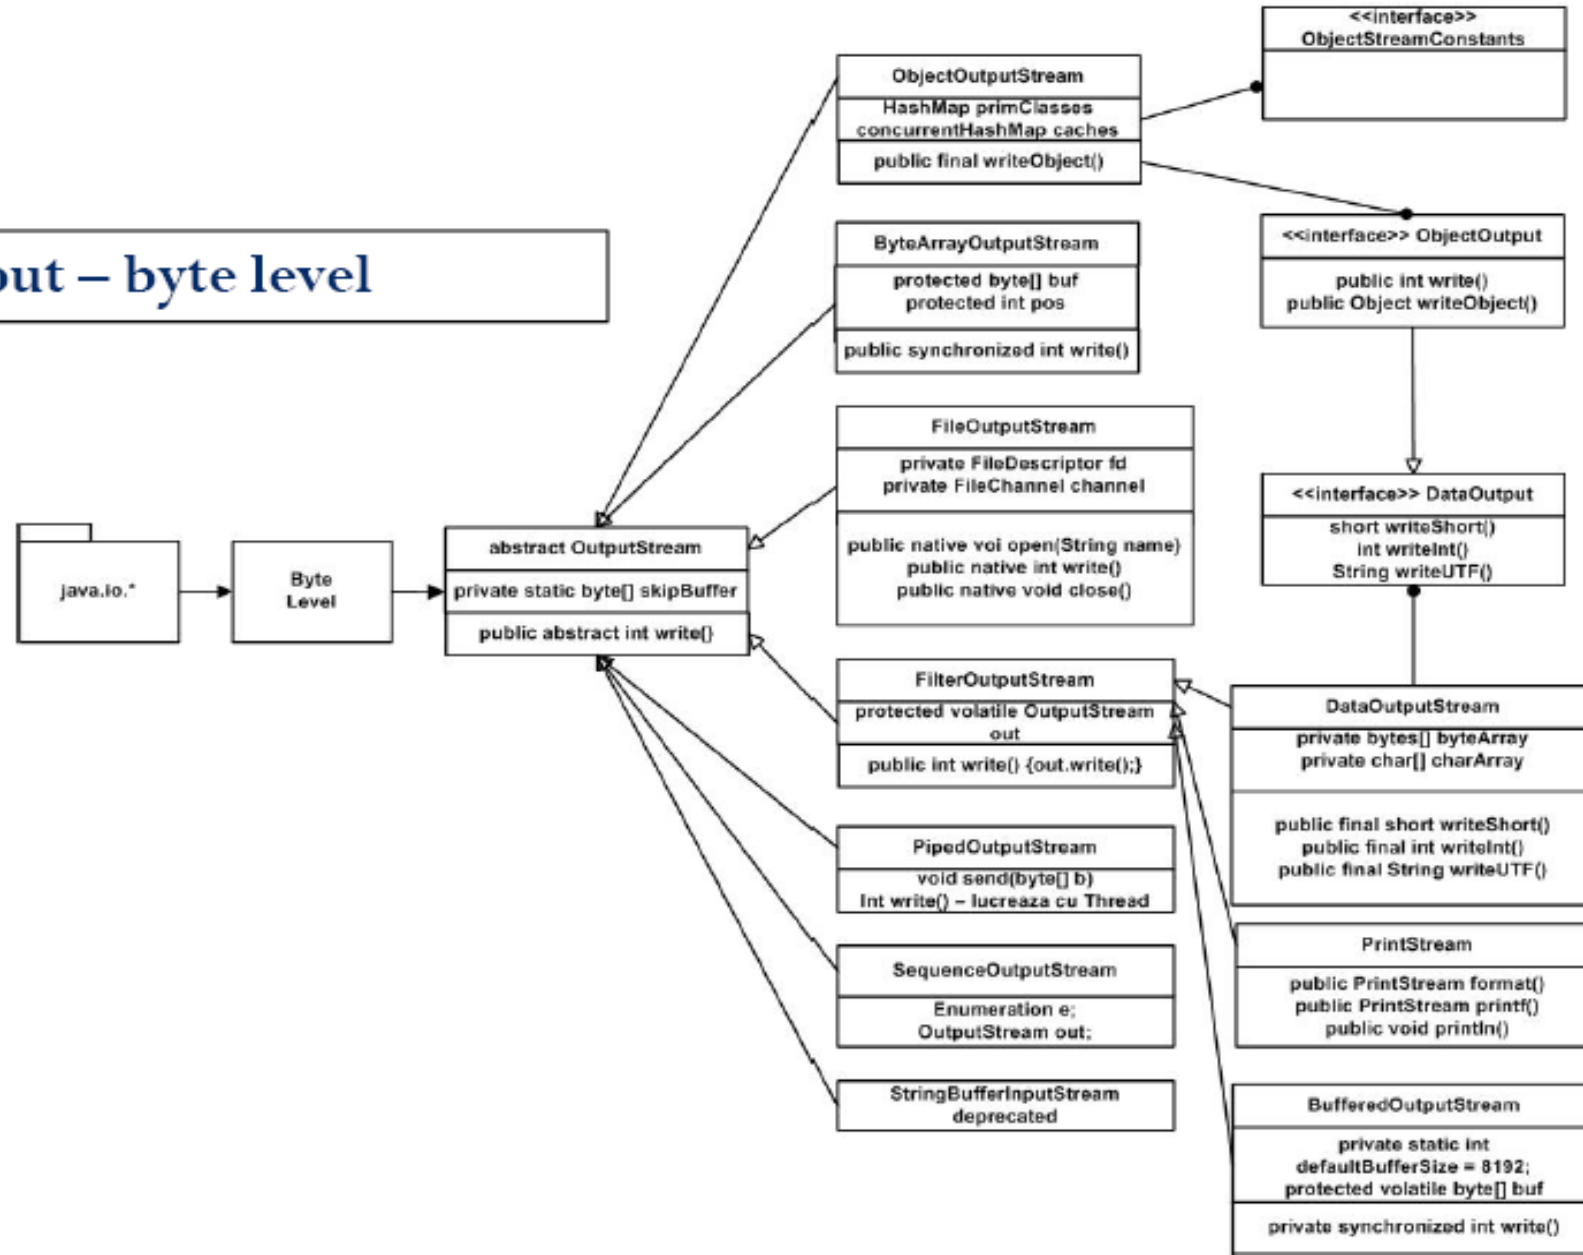 out – byte level
java.io.*
Byte
Level
abstract OutputStream
private static byte[] skipBuffer
public abstract int write()
ObjectOutputStream
HashMap primClasses
concurrentHashMap caches
public final writeObject()
ByteArrayOutputStream
protected byte[] buf
protected int pos
public synchronized int write()
FileOutputStream
private FileDescriptor fd
private FileChannel channel
public native voi open(String name)
public native int write()
public native void close()
FilterOutputStream
protected volatile OutputStream
out
public int write() {out.write();}
PipedOutputStream
void send(byte[] b)
Int write() – lucreaza cu Thread
SequenceOutputStream
Enumeration e;
OutputStream out;
StringBufferInputStream
deprecated
<<interface>>
ObjectStreamConstants
<<interface>> ObjectOutput
public int write()
public Object writeObject()
<<interface>> DataOutput
short writeShort()
int writeInt()
String writeUTF()
DataOutputStream
private bytes[] byteArray
private char[] charArray
public final short writeShort()
public final int writeInt()
public final String writeUTF()
PrintStream
public PrintStream format()
public PrintStream printf()
public void println()
BufferedOutputStream
private static int
defaultBufferSize = 8192;
protected volatile byte[] buf
private synchronized int write()